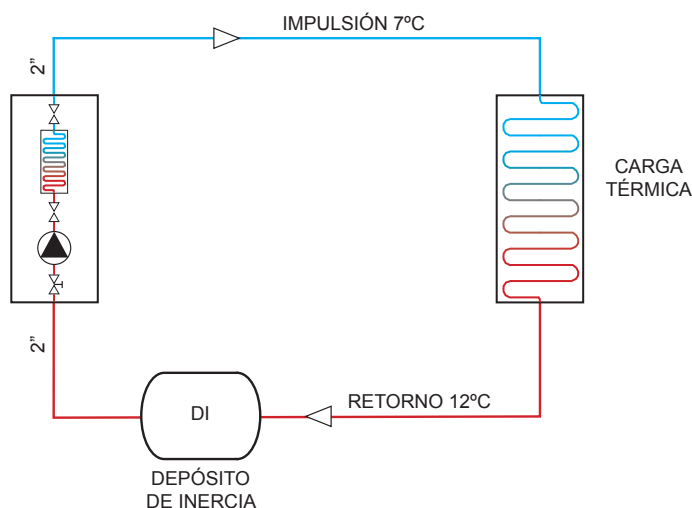 IMPULSIÓN 7ºC
2”
CARGA
TÉRMICA
2”
RETORNO 12ºC
DI
DEPÓSITO
DE INERCIA